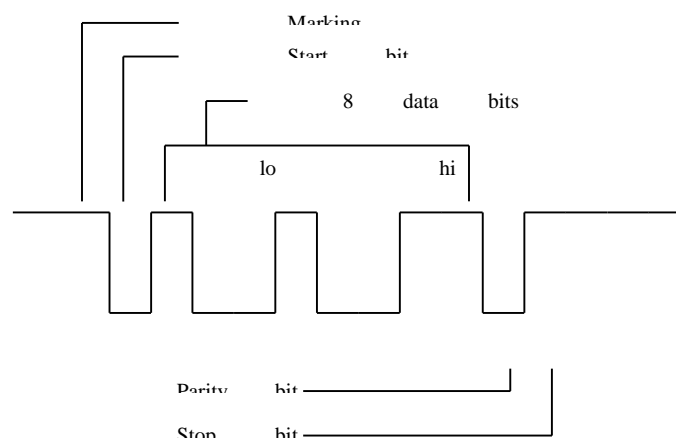 Marking
Start bit
8 data bits
lo hi
Parity bit
Stop bit